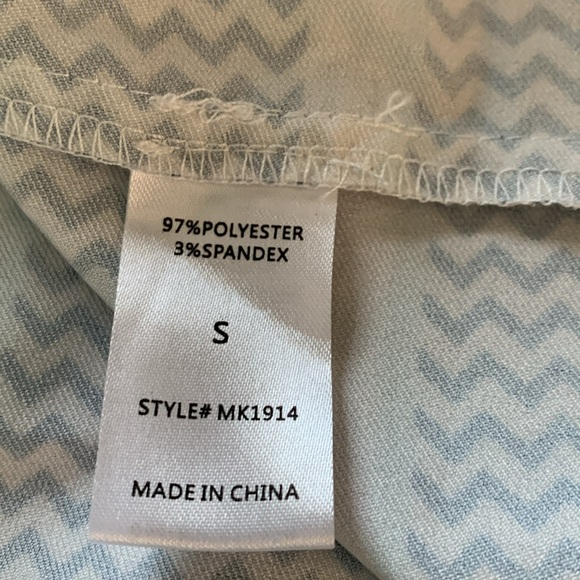 97%POLYESTER
3%SPANDEX
S
STYLE# MK1914
MADE IN CHINA